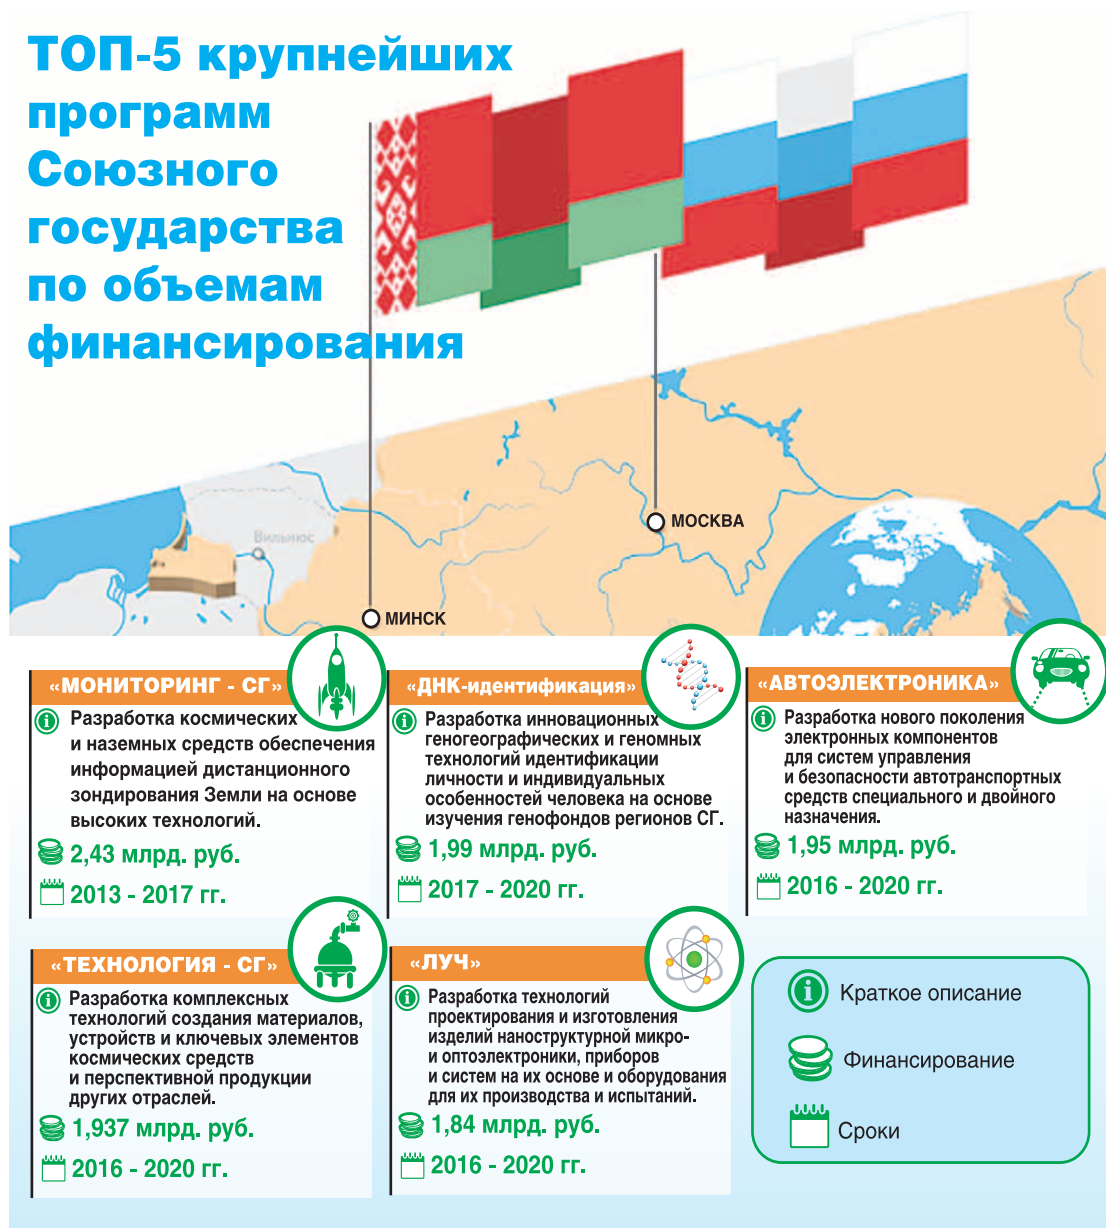 ТОП-5 крупнейших
программ
Союзного
государства
по объемам
финансирования
Вильнюс
МОСКВА
МИНСК
«МОНИТОРИНГ - СГ»
Разработка космических
и наземных средств обеспечения
информацией дистанционного
зондирования Земли на основе
высоких технологий.
2,43 млрд. руб.
2013 - 2017 гг.
«ДНК-идентификация»
Разработка инновационных
геногеографических и геномных
технологий идентификации
личности и индивидуальных
особенностей человека на основе
изучения генофондов регионов СГ.
1,99 млрд. руб.
2017 - 2020 гг.
«АВТОЭЛЕКТРОНИКА»
Разработка нового поколения
электронных компонентов
для систем управления
и безопасности автотранспортных
средств специального и двойного
назначения.
1,95 млрд. руб.
2016 - 2020 гг.
«ТЕХНОЛОГИЯ - СГ»
Разработка комплексных
технологий создания материалов,
устройств и ключевых элементов
космических средств
и перспективной продукции
других отраслей.
1,937 млрд. руб.
2016 - 2020 гг.
«ЛУЧ»
Разработка технологий
проектирования и изготовления
изделий наноструктурной микро-
и оптоэлектроники, приборов
и систем на их основе и оборудования
для их производства и испытаний.
1,84 млрд. руб.
2016 - 2020 гг.
Краткое описание
Финансирование
Сроки